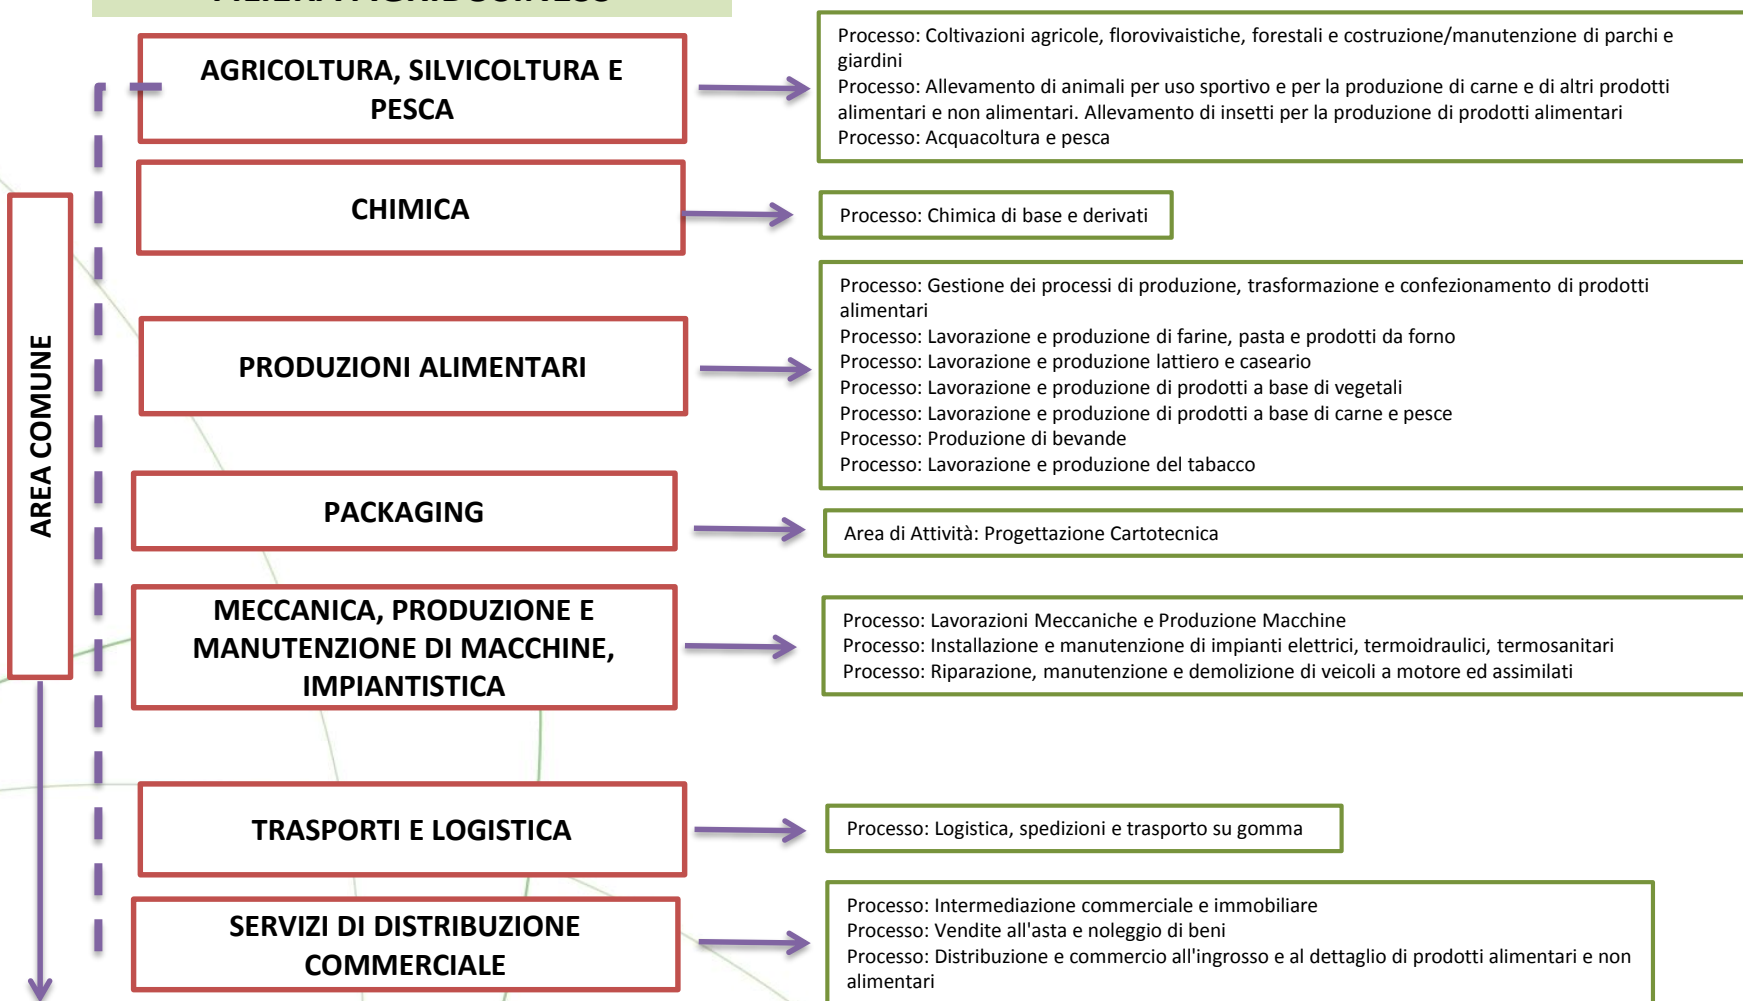 FILIERA AGRIBUSINESS
AGRICOLTURA, SILVICOLTURA E
PESCA
Processo: Coltivazioni agricole, florovivaistiche, forestali e costruzione/manutenzione di parchi e
giardini
Processo: Allevamento di animali per uso sportivo e per la produzione di carne e di altri prodotti
alimentari e non alimentari. Allevamento di insetti per la produzione di prodotti alimentari
Processo: Acquacoltura e pesca
CHIMICA
Processo: Chimica di base e derivati
AREA COMUNE
PRODUZIONI ALIMENTARI
Processo: Gestione dei processi di produzione, trasformazione e confezionamento di prodotti
alimentari
Processo: Lavorazione e produzione di farine, pasta e prodotti da forno
Processo: Lavorazione e produzione lattiero e caseario
Processo: Lavorazione e produzione di prodotti a base di vegetali
Processo: Lavorazione e produzione di prodotti a base di carne e pesce
Processo: Produzione di bevande
Processo: Lavorazione e produzione del tabacco
PACKAGING
Area di Attività: Progettazione Cartotecnica
MECCANICA, PRODUZIONE E
MANUTENZIONE DI MACCHINE,
IMPIANTISTICA
Processo: Lavorazioni Meccaniche e Produzione Macchine
Processo: Installazione e manutenzione di impianti elettrici, termoidraulici, termosanitari
Processo: Riparazione, manutenzione e demolizione di veicoli a motore ed assimilati
TRASPORTI E LOGISTICA
Processo: Logistica, spedizioni e trasporto su gomma
SERVIZI DI DISTRIBUZIONE
COMMERCIALE
Processo: Intermediazione commerciale e immobiliare
Processo: Vendite all'asta e noleggio di beni
Processo: Distribuzione e commercio all'ingrosso e al dettaglio di prodotti alimentari e non
alimentari